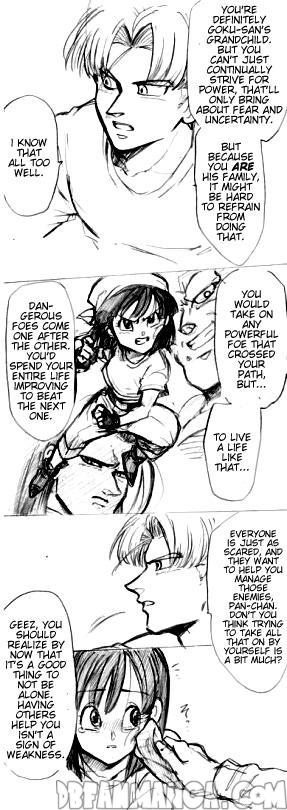 YOU'RE
DEFINITELY
GOKU-SAN'S
GRANDCHILD.
BUT YOU
CAN'T JUST
CONTINUALLY
STRIVE FOR
POWER, THAT'LL
ONLY BRING
ABOUT FEAR AND
UNCERTAINTY.
BUT
BECAUSE
YOU ARE
HIS FAMILY,
IT MIGHT
BE HARD
TO REFRAIN
FROM
DOING
THAT.
I KNOW
THAT
ALL TOO
WELL.
YOU
WOULD
TAKE ON
ANY
POWERFUL
FOE THAT
CROSSED
YOUR
PATH,
BUT...
DAN-
GEROUS
FOES COME
ONE AFTER
THE OTHER.
YOU'D
SPEND YOUR
ENTIRE LIFE
IMPROVING
TO BEAT
THE NEXT
ONE.
TO LIVE
A LIFE
LIKE
THAT...
EVERYONE
IS JUST AS
SCARED, AND
THEY WANT
TO HELP YOU
MANAGE
THOSE
ENEMIES,
PAN-CHAN.
DON'T YOU
THINK TRYING
TO TAKE ALL
THAT ON BY
YOURSELF IS
A BIT MUCH?
GEEZ, YOU
SHOULD
REALIZE BY
NOW THAT
IT'S A GOOD
THING TO
NOT BE
ALONE.
HAVING
OTHERS
HELP YOU
ISN'T A
SIGN OF
WEAKNESS.
DBFANMANGA.COM